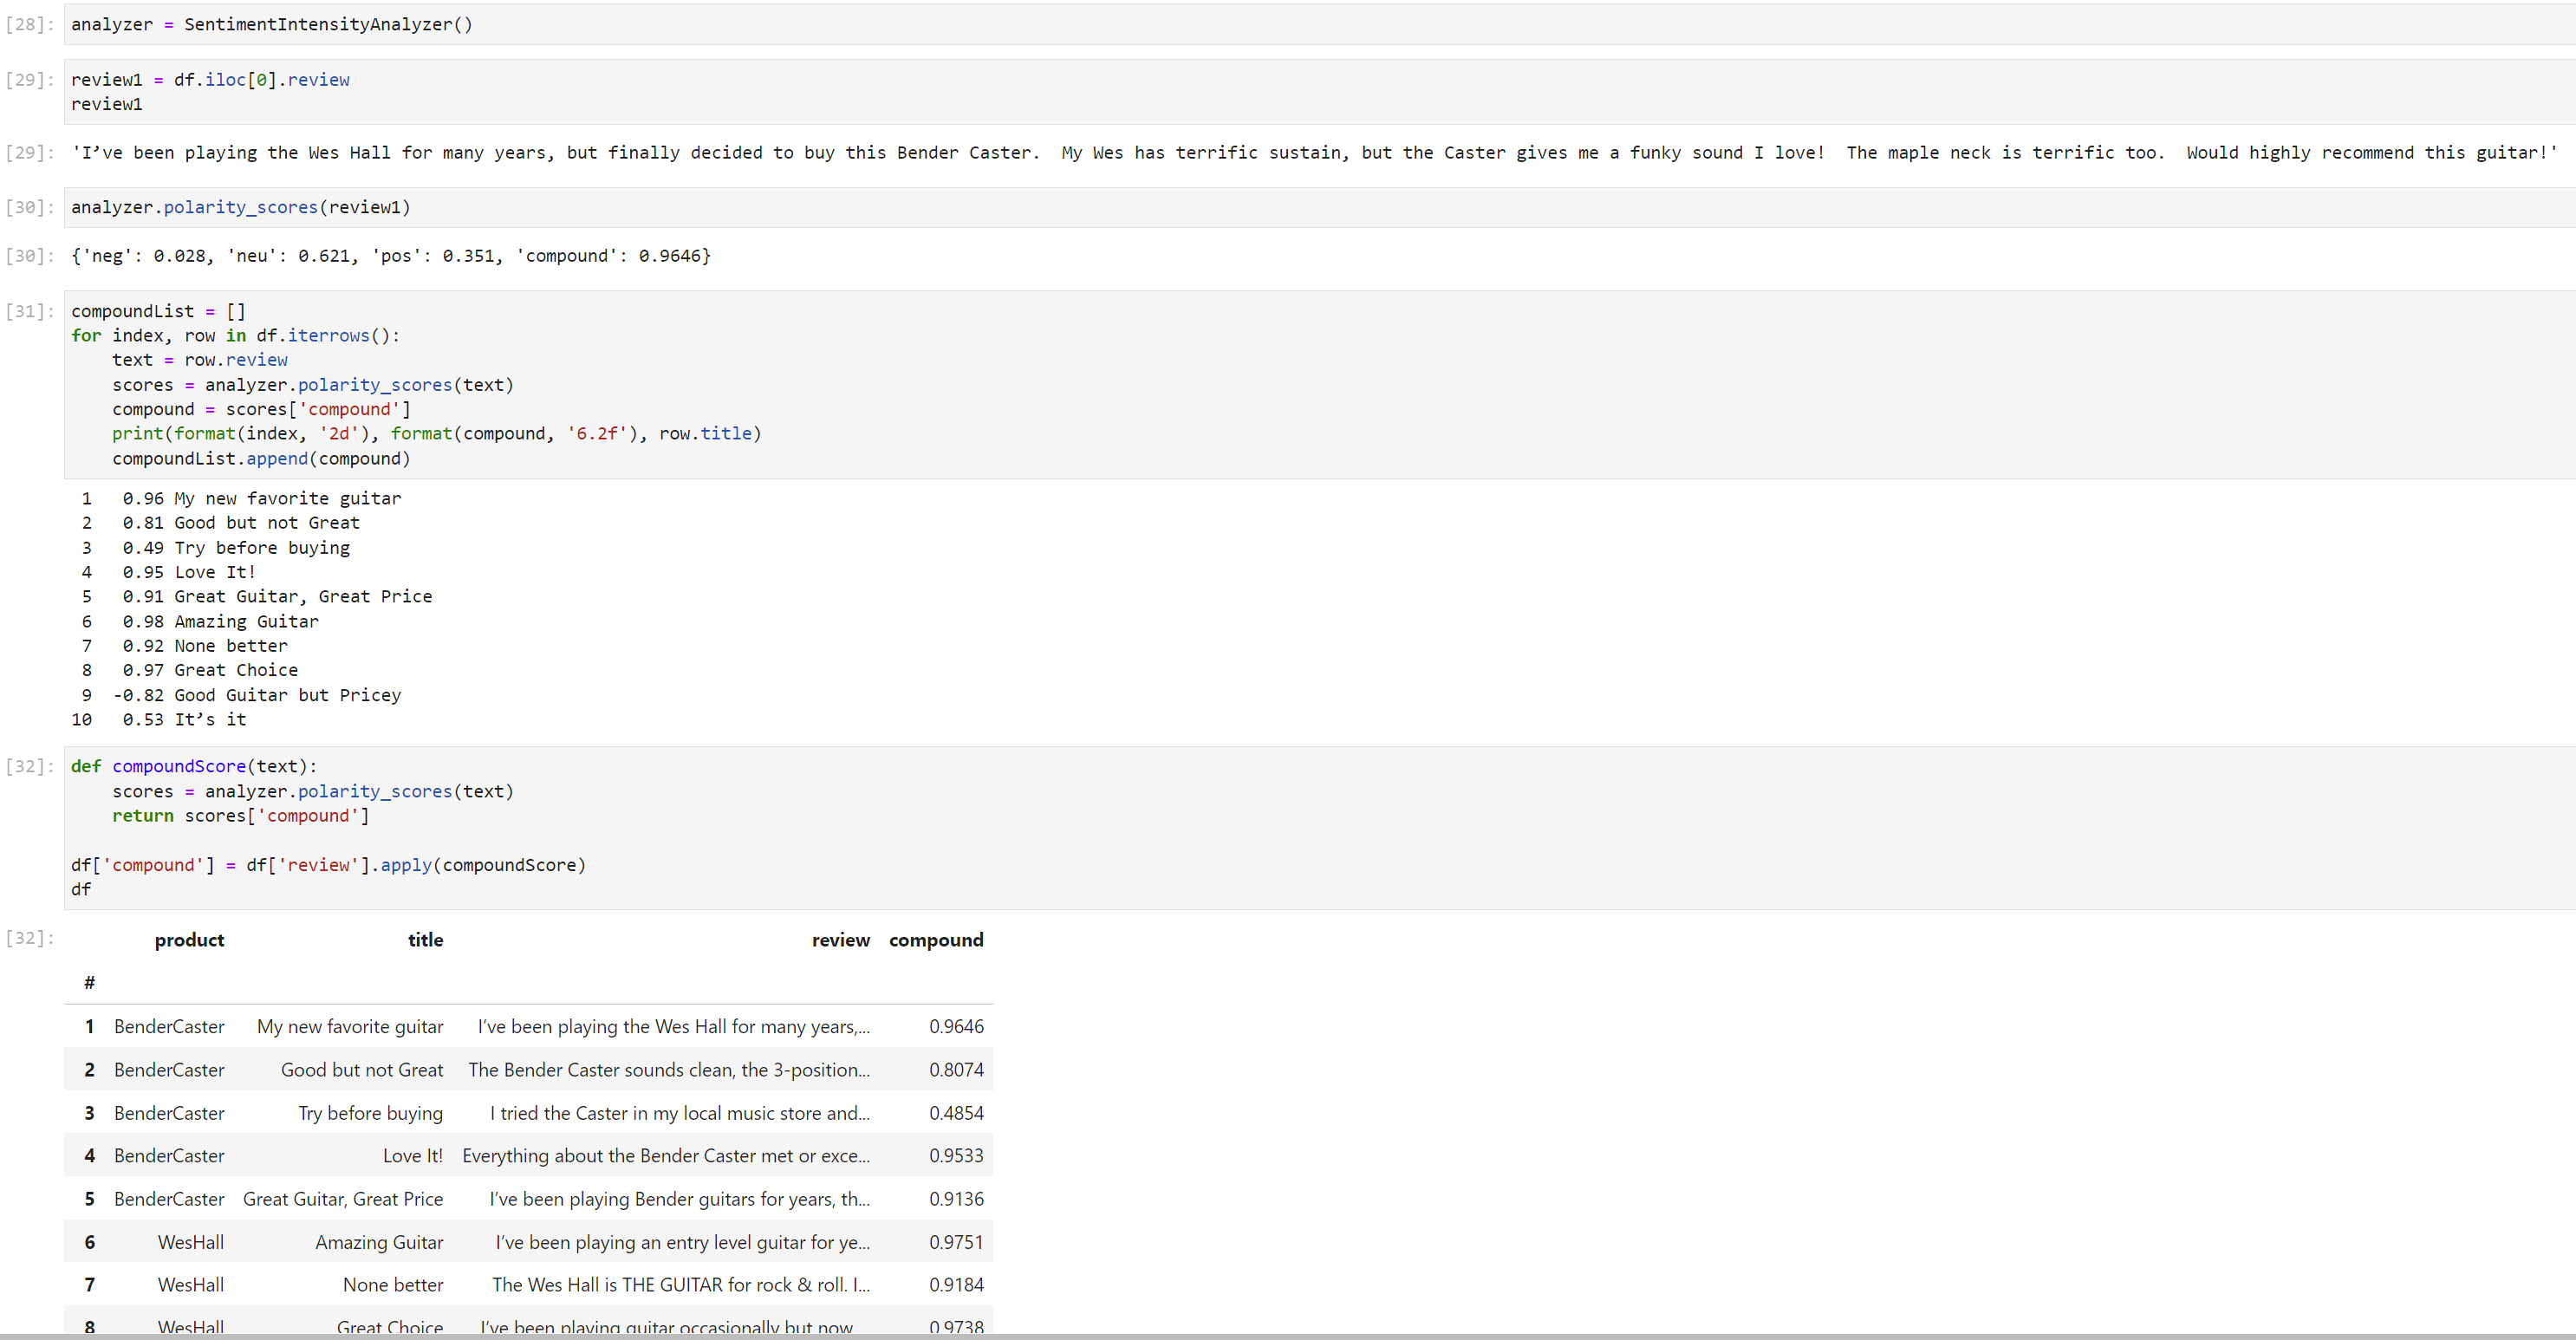 [28]: analyzer = SentimentIntensityAnalyzer()
[29]: review1 = df.iloc[0].review
review1
[29]: 'I’ve been playing the Wes Hall for many years, but finally decided to buy this Bender Caster.  My Wes has terrific sustain, but the Caster gives me a funky sound I love!  The maple neck is terrific too.  Would highly recommend this guitar!'
[30]: analyzer.polarity_scores(review1)
[30]: {'neg': 0.028, 'neu': 0.621, 'pos': 0.351, 'compound': 0.9646}
[31]: compoundList = []
for index, row in df.iterrows():
    text = row.review
    scores = analyzer.polarity_scores(text)
    compound = scores['compound']
    print(format(index, '2d'), format(compound, '6.2f'), row.title)
    compoundList.append(compound)
 1   0.96 My new favorite guitar
 2   0.81 Good but not Great
 3   0.49 Try before buying
 4   0.95 Love It!
 5   0.91 Great Guitar, Great Price
 6   0.98 Amazing Guitar
 7   0.92 None better
 8   0.97 Great Choice
 9  -0.82 Good Guitar but Pricey
10   0.53 It’s it
[32]: def compoundScore(text):
    scores = analyzer.polarity_scores(text)
    return scores['compound']
df['compound'] = df['review'].apply(compoundScore)
df
[32]: product title review compound
#
1 BenderCaster My new favorite guitar I’ve been playing the Wes Hall for many years,... 0.9646
2 BenderCaster Good but not Great The Bender Caster sounds clean, the 3-position... 0.8074
3 BenderCaster Try before buying I tried the Caster in my local music store and... 0.4854
4 BenderCaster Love It! Everything about the Bender Caster met or exce... 0.9533
5 BenderCaster Great Guitar, Great Price I’ve been playing Bender guitars for years, th... 0.9136
6 WesHall Amazing Guitar I’ve been playing an entry level guitar for ye... 0.9751
7 WesHall None better The Wes Hall is THE GUITAR for rock & roll. I... 0.9184
8 WesHall Great Choice I’ve been playing guitar occasionally but now 0.9738